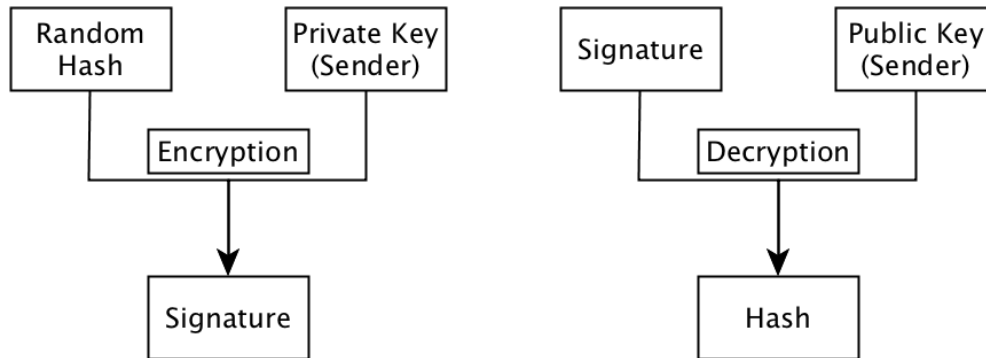 Random
Hash
Private Key
(Sender)
Encryption
Signature
Signature
Public Key
(Sender)
Decryption
Hash